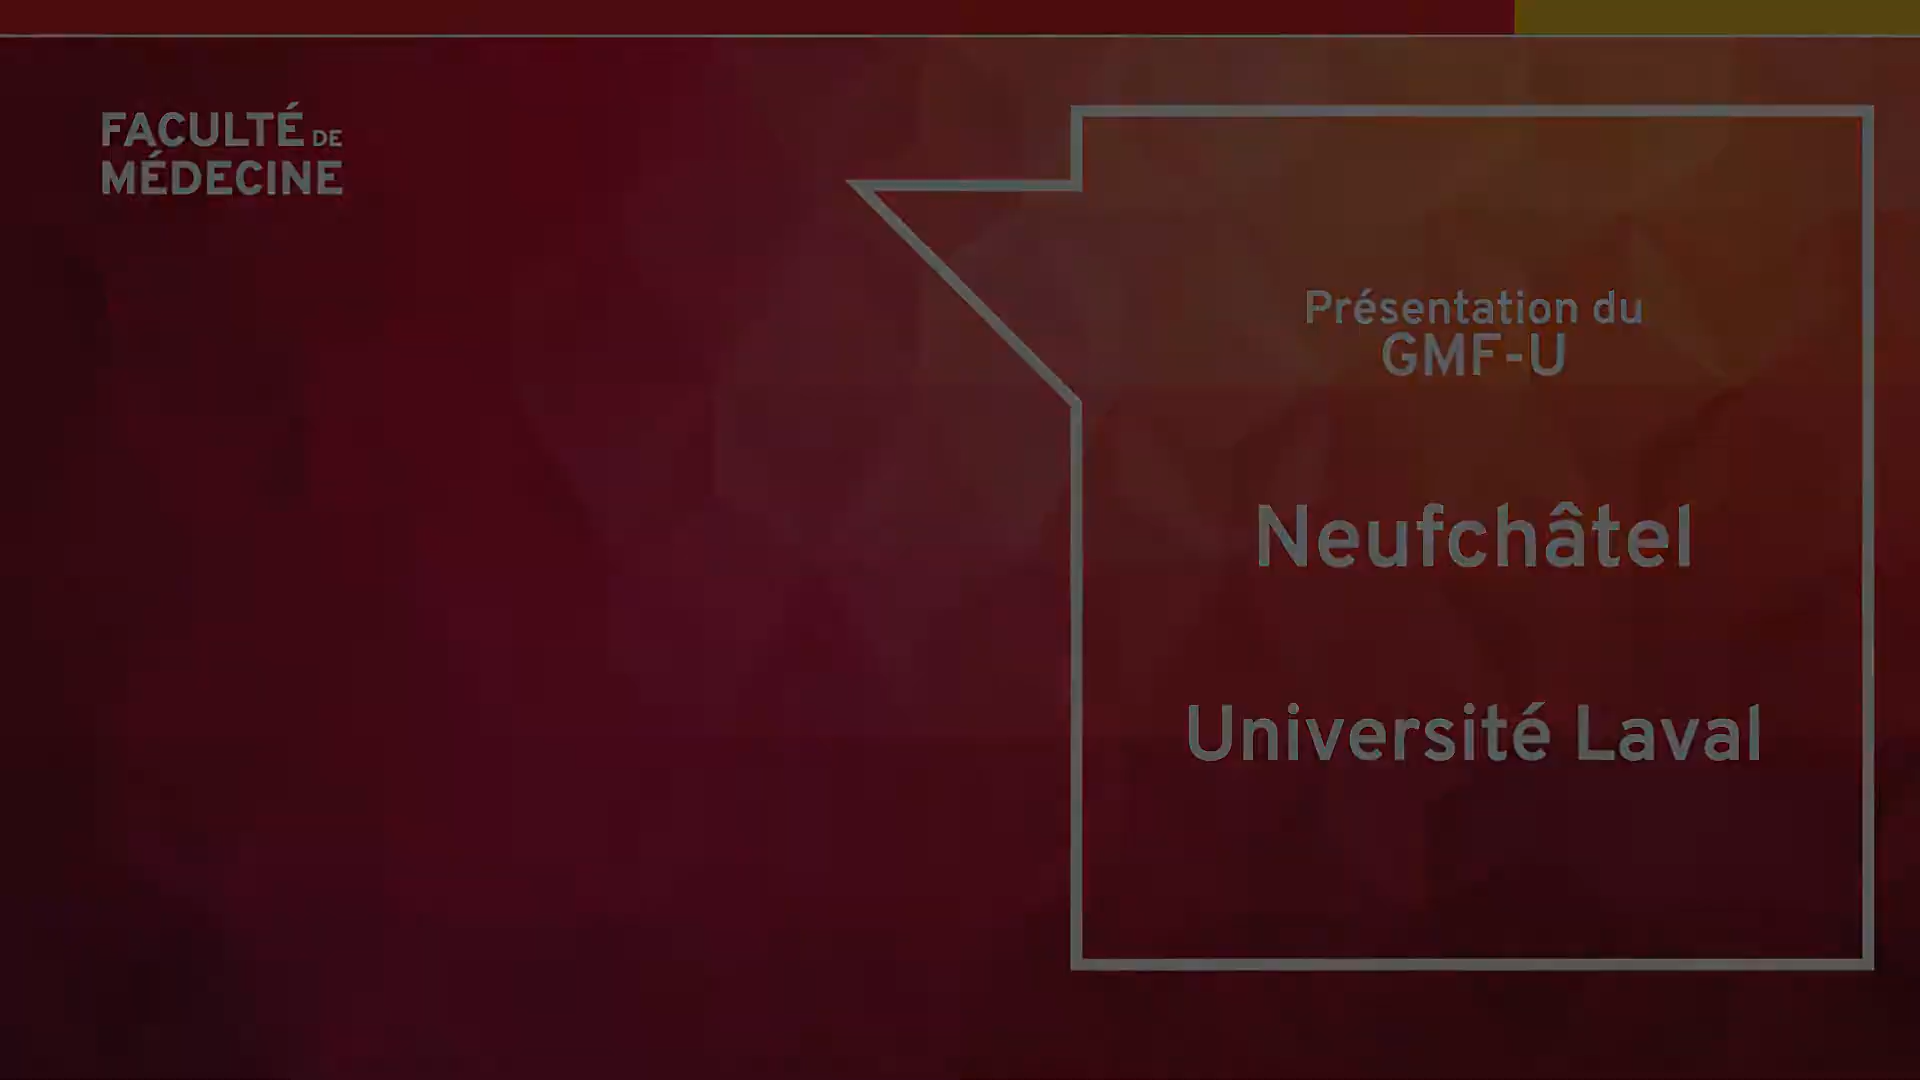 FACULTÉ DE
MÉDECINE
Présentation du
GMF-U
Neufchâtel
Université Laval